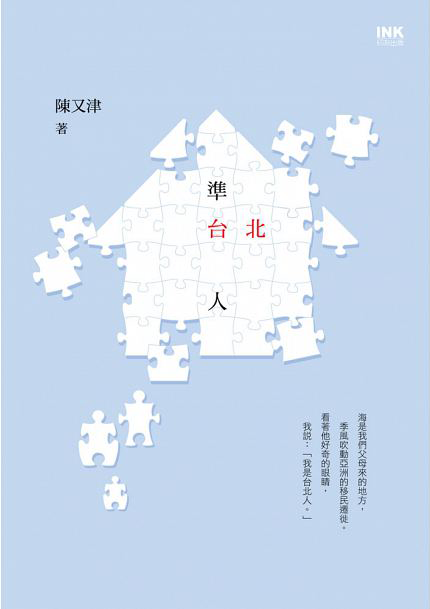 INK
陳又津
著
準
台北
人
海是我們父母來的地方，
季風吹動亞洲的移民遷徙。
看著他好奇的眼睛，
我說：「我是台北人。」